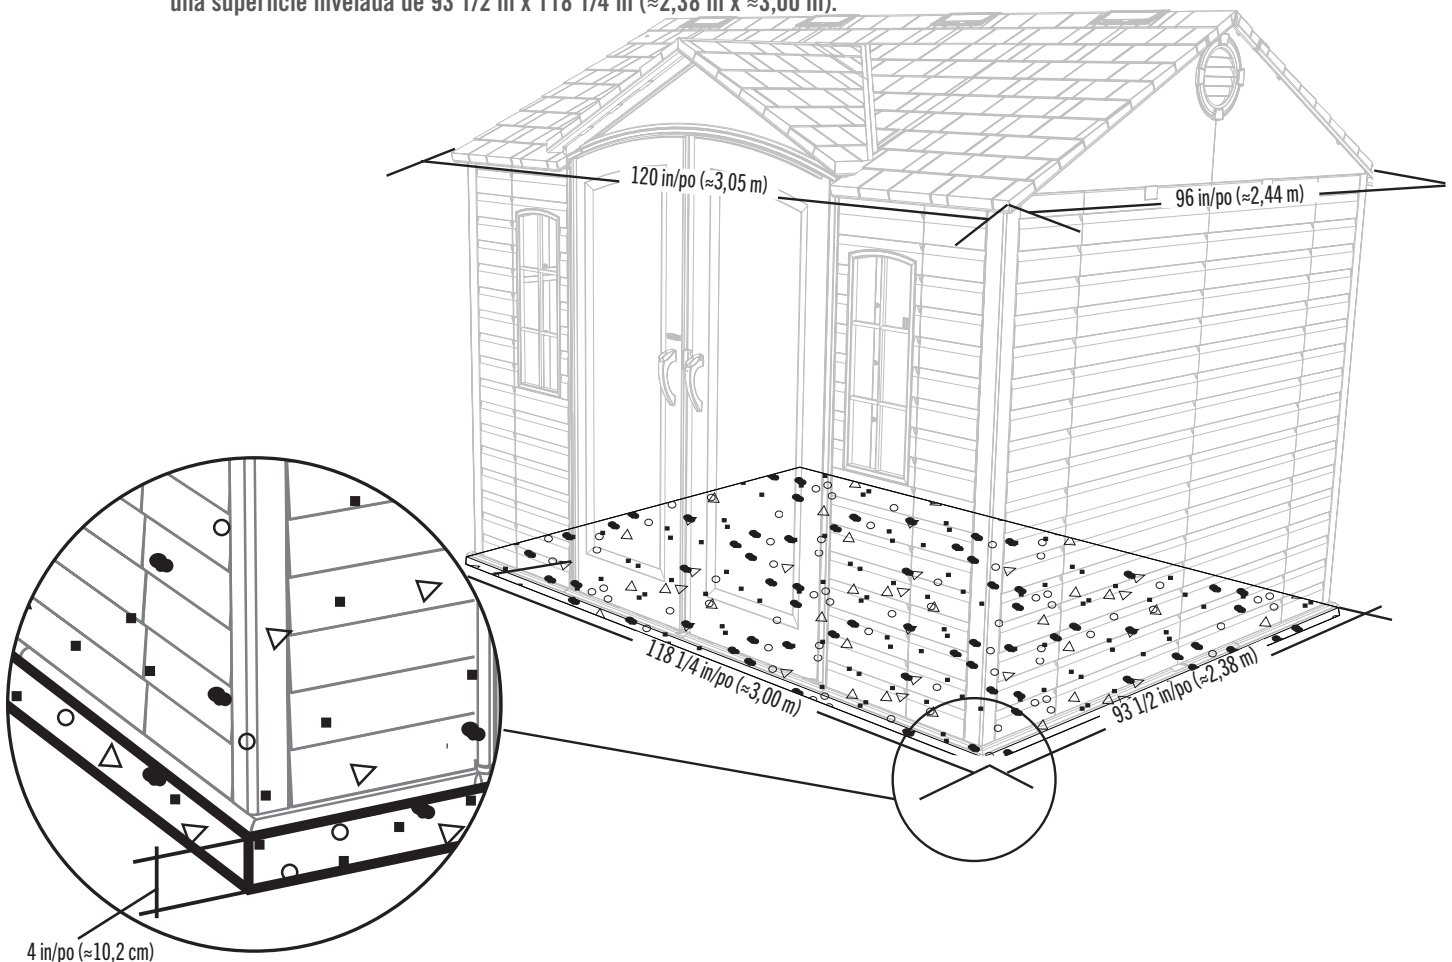 una superficie nivelada de 93 1/2 m x 118 1/4 m (≈2,38 m x ≈3,00 m).
120 in/po (≈3,05 m)
96 in/po (≈2,44 m)
118 1/4 in/po (≈3,00 m)
93 1/2 in/po (≈2,38 m)
4 in/po (≈10,2 cm)